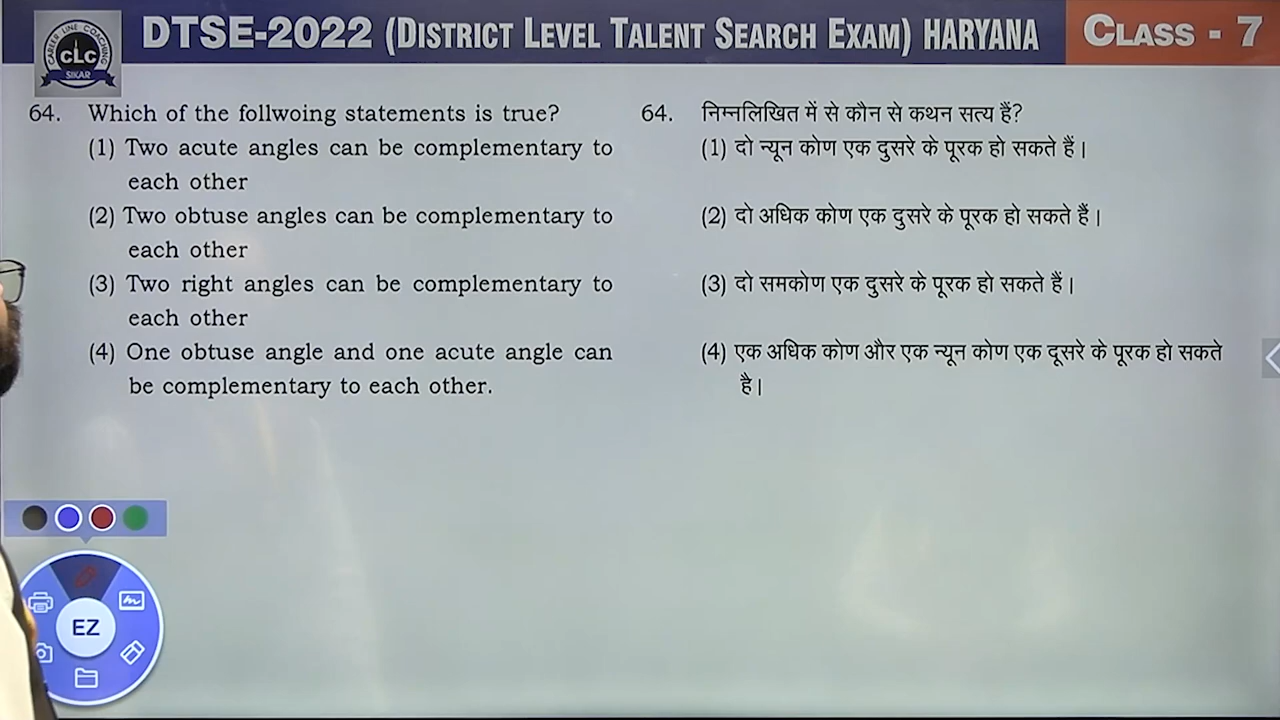 DTSE-2022 (DISTRICT LEVEL TALENT SEARCH EXAM) HARYANA
CLASS - 7
CAREER LINE COACHING
CLC
SIKAR
64. Which of the follwoing statements is true?
(1) Two acute angles can be complementary to
each other
(2) Two obtuse angles can be complementary to
each other
(3) Two right angles can be complementary to
each other
(4) One obtuse angle and one acute angle can
be complementary to each other.
64. निम्नलिखित में से कौन से कथन सत्य हैं?
(1) दो न्यून कोण एक दुसरे के पूरक हो सकते हैं।
(2) दो अधिक कोण एक दुसरे के पूरक हो सकते हैं।
(3) दो समकोण एक दुसरे के पूरक हो सकते हैं।
(4) एक अधिक कोण और एक न्यून कोण एक दूसरे के पूरक हो सकते
है।
EZ